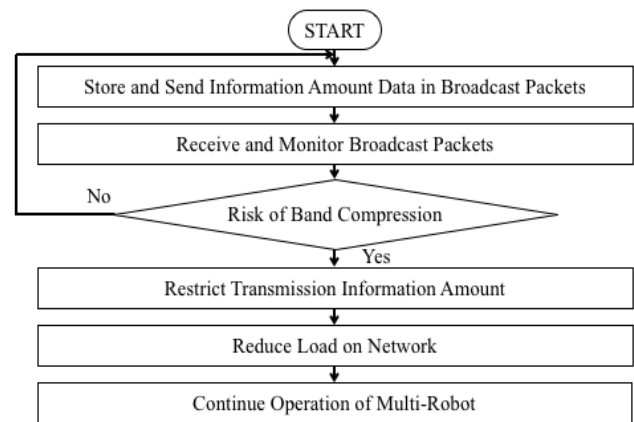 START
Store and Send Information Amount Data in Broadcast Packets
Receive and Monitor Broadcast Packets
No
Risk of Band Compression
Yes
Restrict Transmission Information Amount
Reduce Load on Network
Continue Operation of Multi-Robot